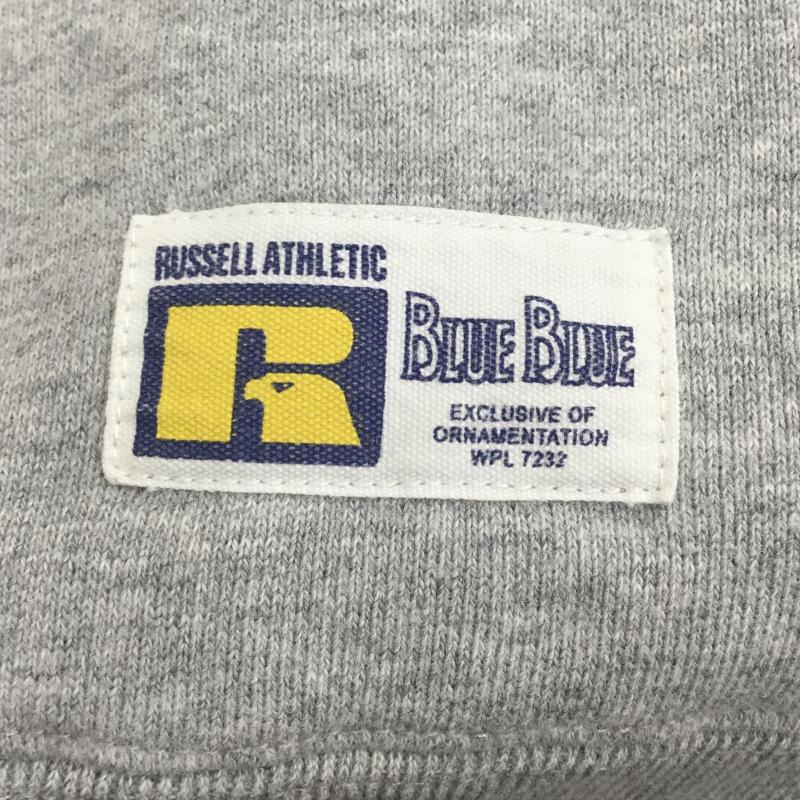 RUSSELL ATHLETIC
R
BLUE BLUE
EXCLUSIVE OF
ORNAMENTATION
WPL 7232